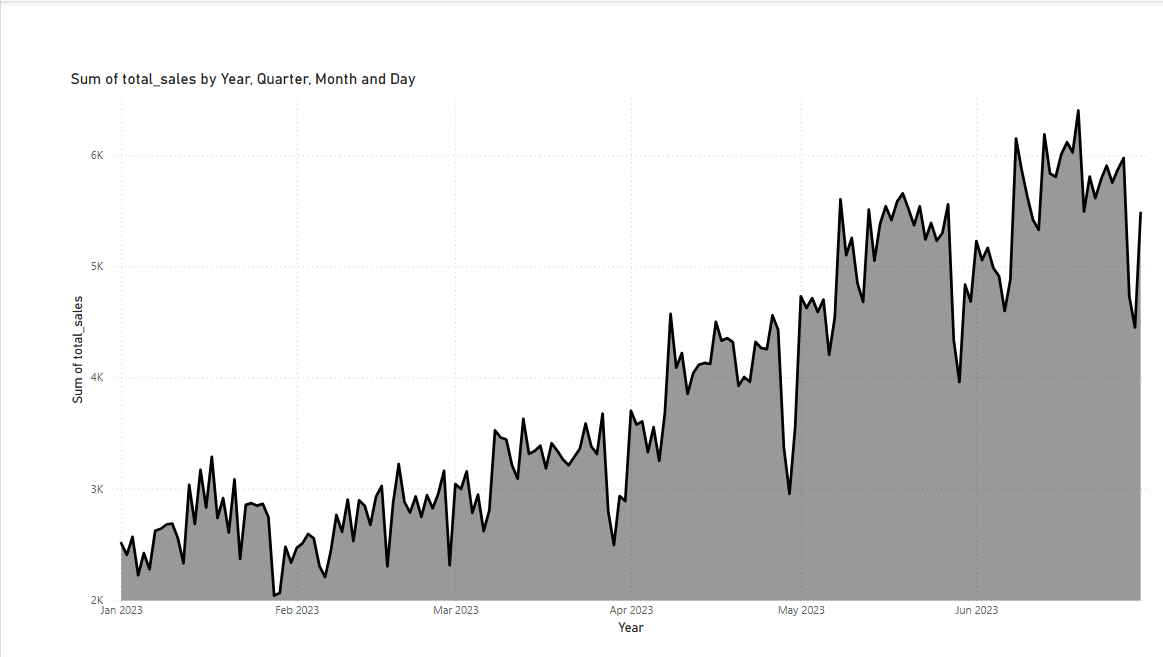 Sum of total_sales by Year, Quarter, Month and Day
6K
5K
4K
3K
2K
Sum of total_sales
Jan 2023 Feb 2023 Mar 2023 Apr 2023 May 2023 Jun 2023
Year